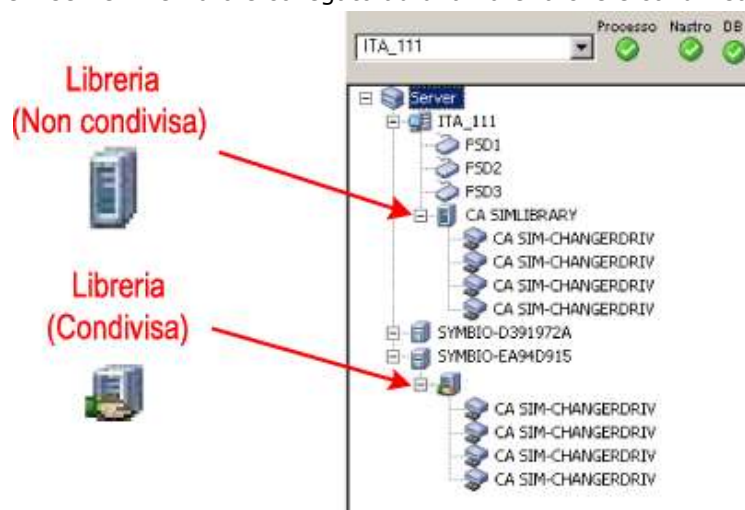 Processo Nastro DB
ITA_111
Libreria
(Non condivisa)
Libreria
(Condivisa)
Server
ITA_111
FSD1
FSD2
FSD3
CA SIMLIBRARY
CA SIM-CHANGERDRIV
CA SIM-CHANGERDRIV
CA SIM-CHANGERDRIV
CA SIM-CHANGERDRIV
SYMBIO-D391972A
SYMBIO-EA94D915
CA SIM-CHANGERDRIV
CA SIM-CHANGERDRIV
CA SIM-CHANGERDRIV
CA SIM-CHANGERDRIV